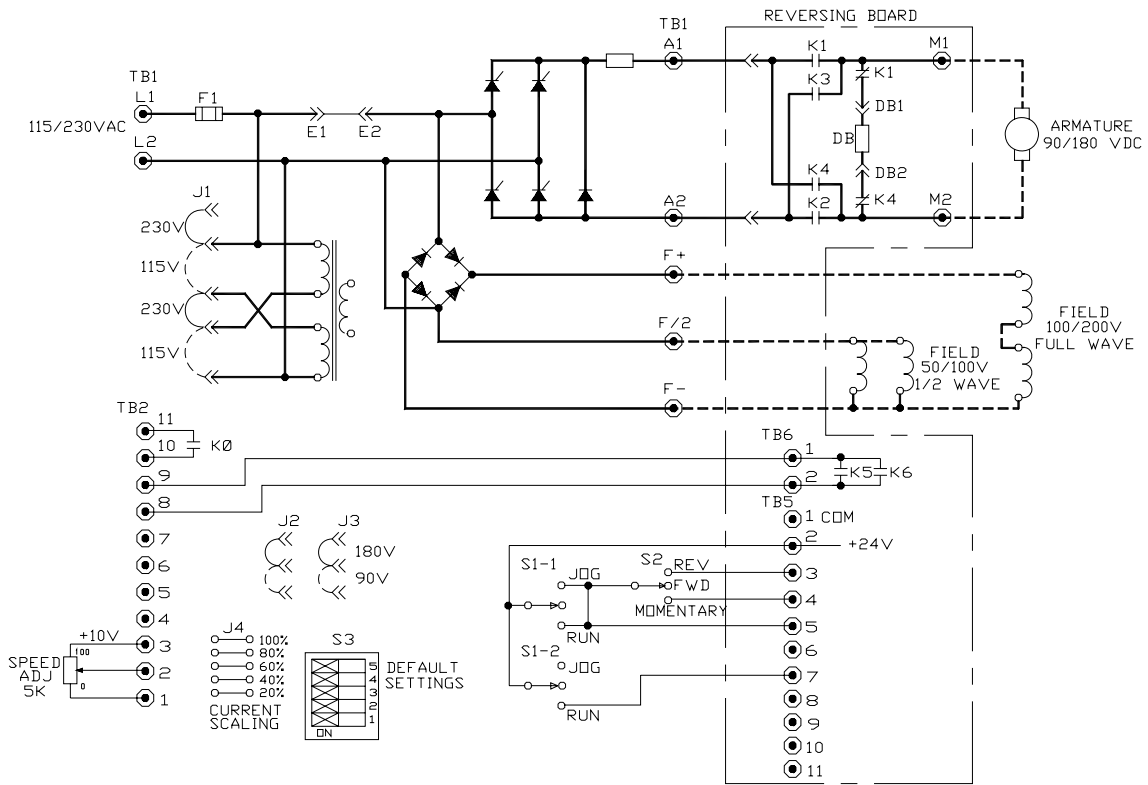 REVERSING BOARD
TB1
A1
K1
M1
K3
K1
DB1
DB
DB2
K4
K4
K2
M2
A2
ARMATURE
90/180 VDC
TB1
L1
F1
115/230VAC
E1
E2
L2
J1
230V
115V
230V
115V
F+
F/2
F-
FIELD
100/200V
FULL WAVE
FIELD
50/100V
1/2 WAVE
TB2
11
10
KØ
9
8
7
6
5
4
3
2
1
+10V
100
0
SPEED
ADJ
5K
J2
J3
180V
90V
J4
100%
80%
60%
40%
20%
CURRENT
SCALING
S3
5
4
3
2
1
ON
DEFAULT
SETTINGS
TB6
1
2
K5
K6
TB5
1 COM
2
+24V
3
4
5
6
7
8
9
10
11
S1-1
JOG
RUN
S2
REV
FWD
MOMENTARY
S1-2
JOG
RUN